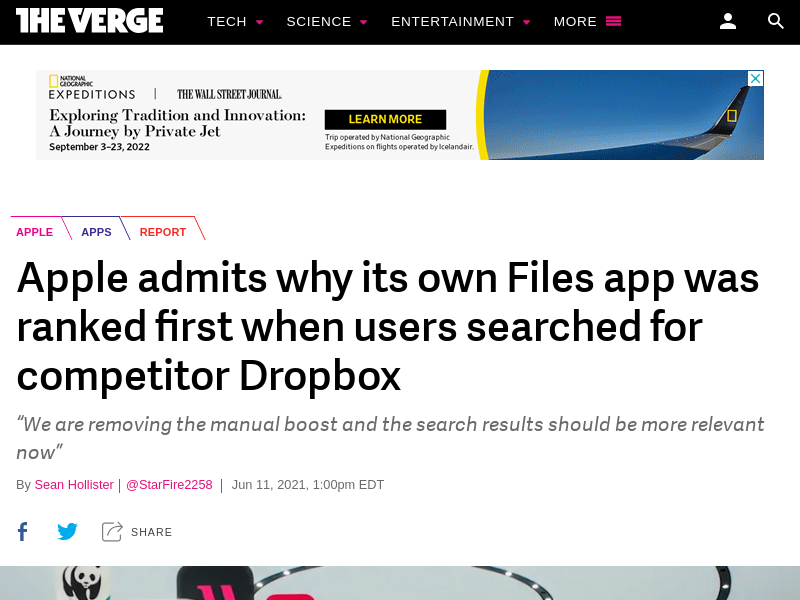 THE VERGE
TECH SCIENCE ENTERTAINMENT MORE
NATIONAL
GEOGRAPHIC
EXPEDITIONS | THE WALL STREET JOURNAL.
Exploring Tradition and Innovation:
A Journey by Private Jet
September 3–23, 2022
LEARN MORE
Trip operated by National Geographic
Expeditions on flights operated by Icelandair.
APPLE APPS REPORT
Apple admits why its own Files app was
ranked first when users searched for
competitor Dropbox
“We are removing the manual boost and the search results should be more relevant
now”
By Sean Hollister | @StarFire2258 | Jun 11, 2021, 1:00pm EDT
SHARE